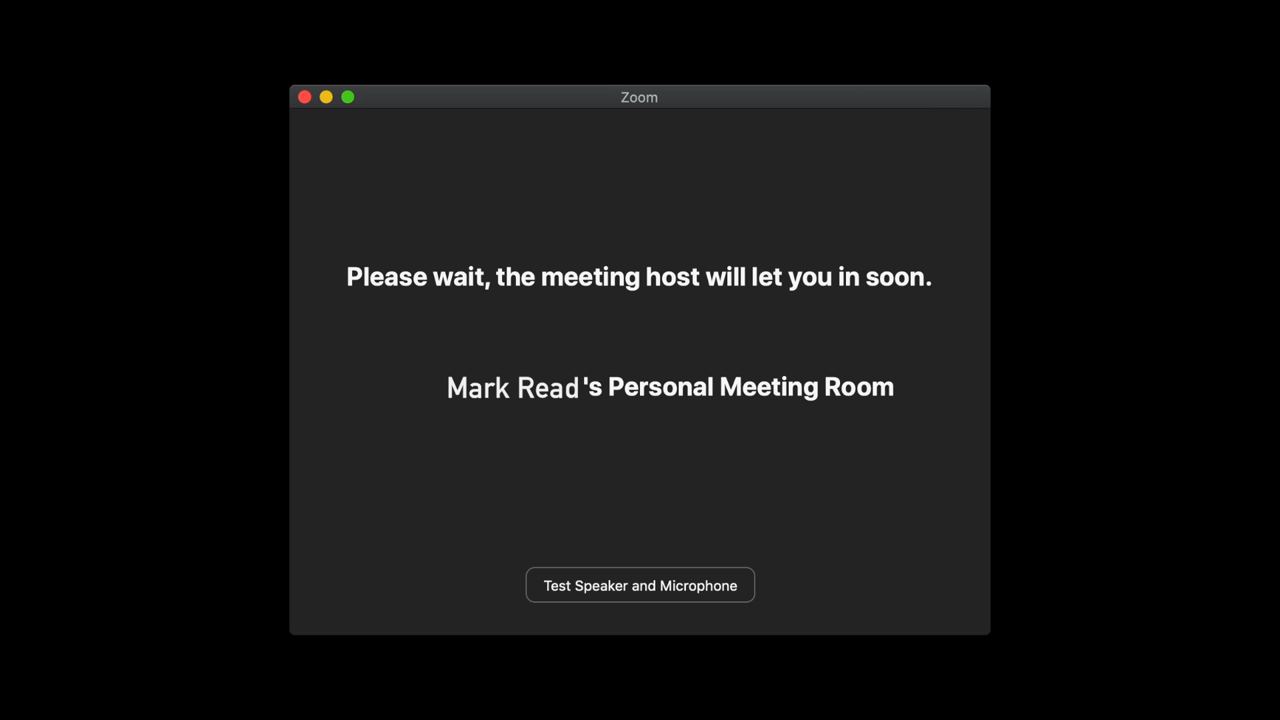 Zoom
Please wait, the meeting host will let you in soon.
Mark Read's Personal Meeting Room
Test Speaker and Microphone